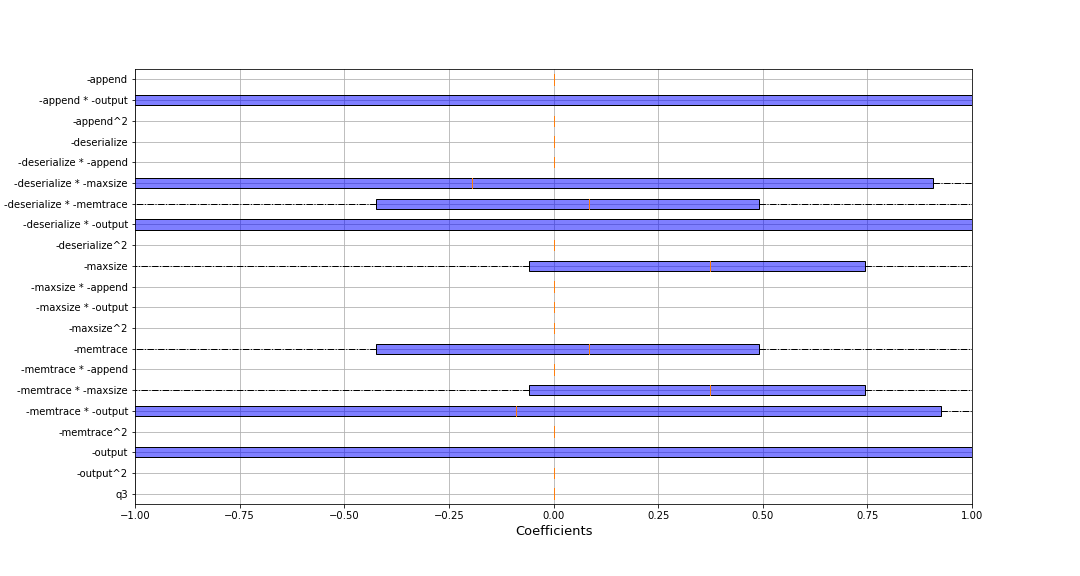 -append
-append * -output
-append^2
-deserialize
-deserialize * -append
-deserialize * -maxsize
-deserialize * -memtrace
-deserialize * -output
-deserialize^2
-maxsize
-maxsize * -append
-maxsize * -output
-maxsize^2
-memtrace
-memtrace * -append
-memtrace * -maxsize
-memtrace * -output
-memtrace^2
-output
-output^2
q3
−1.00 −0.75 −0.50 −0.25 0.00 0.25 0.50 0.75 1.00
Coefficients